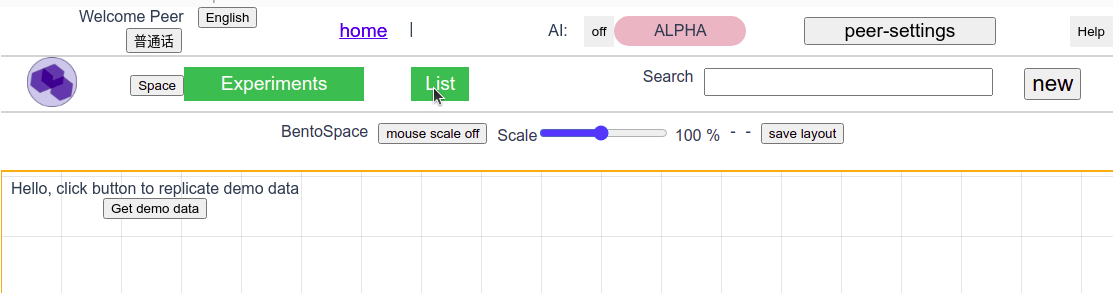 Welcome Peer English
普通话
home |
AI: off ALPHA
peer-settings
Help
Space Experiments List
Search
new
BentoSpace mouse scale off Scale 100 % - - save layout
Hello, click button to replicate demo data
Get demo data